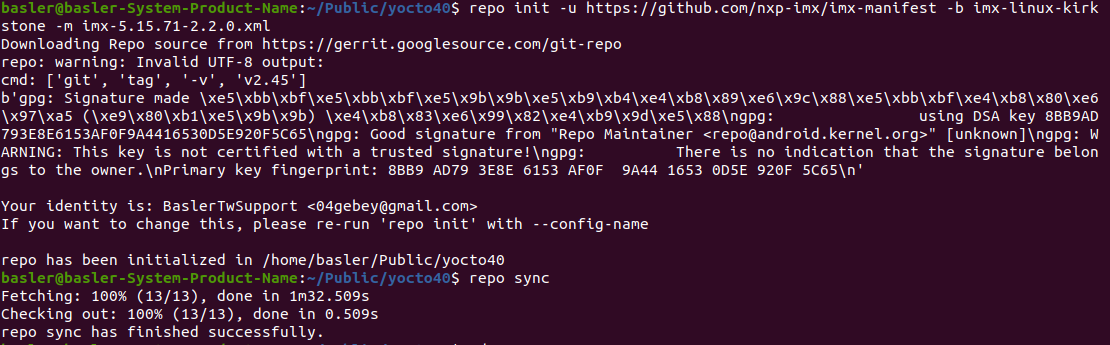 basler@basler-System-Product-Name:~/Public/yocto40$ repo init -u https://github.com/nxp-imx/imx-manifest -b imx-linux-kirk
stone -m imx-5.15.71-2.2.0.xml
Downloading Repo source from https://gerrit.googlesource.com/git-repo
repo: warning: Invalid UTF-8 output:
cmd: ['git', 'tag', '-v', 'v2.45']
b'gpg: Signature made \xe5\xbb\xbf\xe5\xbb\xbf\xe5\x9b\x9b\xe5\xb9\xb4\xe4\xb8\x89\xe6\x9c\x88\xe5\xbb\xbf\xe4\xb8\x80\xe6
\x97\xa5 (\xe9\x80\xb1\xe5\x9b\x9b) \xe4\xb8\x83\xe6\x99\x82\xe4\xb9\x9d\xe5\x88\ngpg:                using DSA key 8BB9AD
793E8E6153AF0F9A4416530D5E920F5C65\ngpg: Good signature from "Repo Maintainer <repo@android.kernel.org>" [unknown]\ngpg: W
ARNING: This key is not certified with a trusted signature!\ngpg:          There is no indication that the signature belon
gs to the owner.\nPrimary key fingerprint: 8BB9 AD79 3E8E 6153 AF0F  9A44 1653 0D5E 920F 5C65\n'
Your identity is: BaslerTwSupport <04gebey@gmail.com>
If you want to change this, please re-run 'repo init' with --config-name
repo has been initialized in /home/basler/Public/yocto40
basler@basler-System-Product-Name:~/Public/yocto40$ repo sync
Fetching: 100% (13/13), done in 1m32.509s
Checking out: 100% (13/13), done in 0.509s
repo sync has finished successfully.